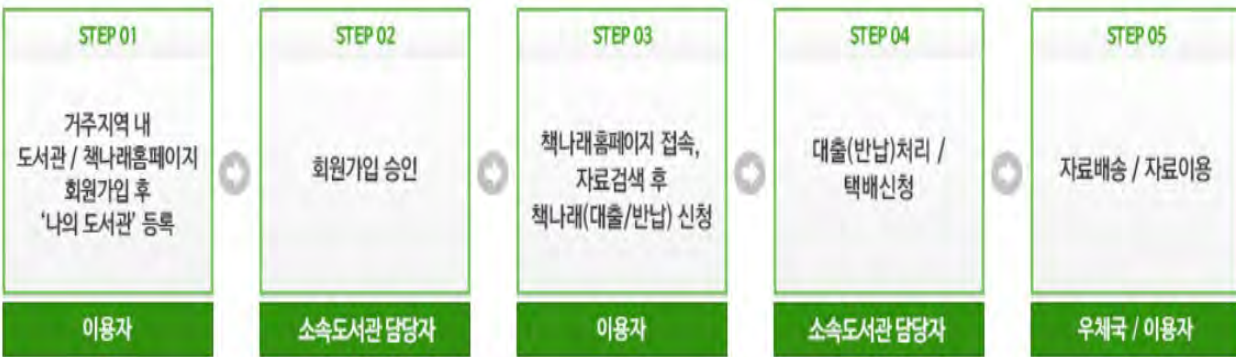 STEP 01
거주지역 내
도서관 / 책나래홈페이지
회원가입 후
‘나의 도서관’ 등록
이용자
STEP 02
회원가입 승인
소속도서관 담당자
STEP 03
책나래홈페이지 접속,
자료검색 후
책나래(대출/반납) 신청
이용자
STEP 04
대출(반납)처리 /
택배신청
소속도서관 담당자
STEP 05
자료배송 / 자료이용
우체국 / 이용자